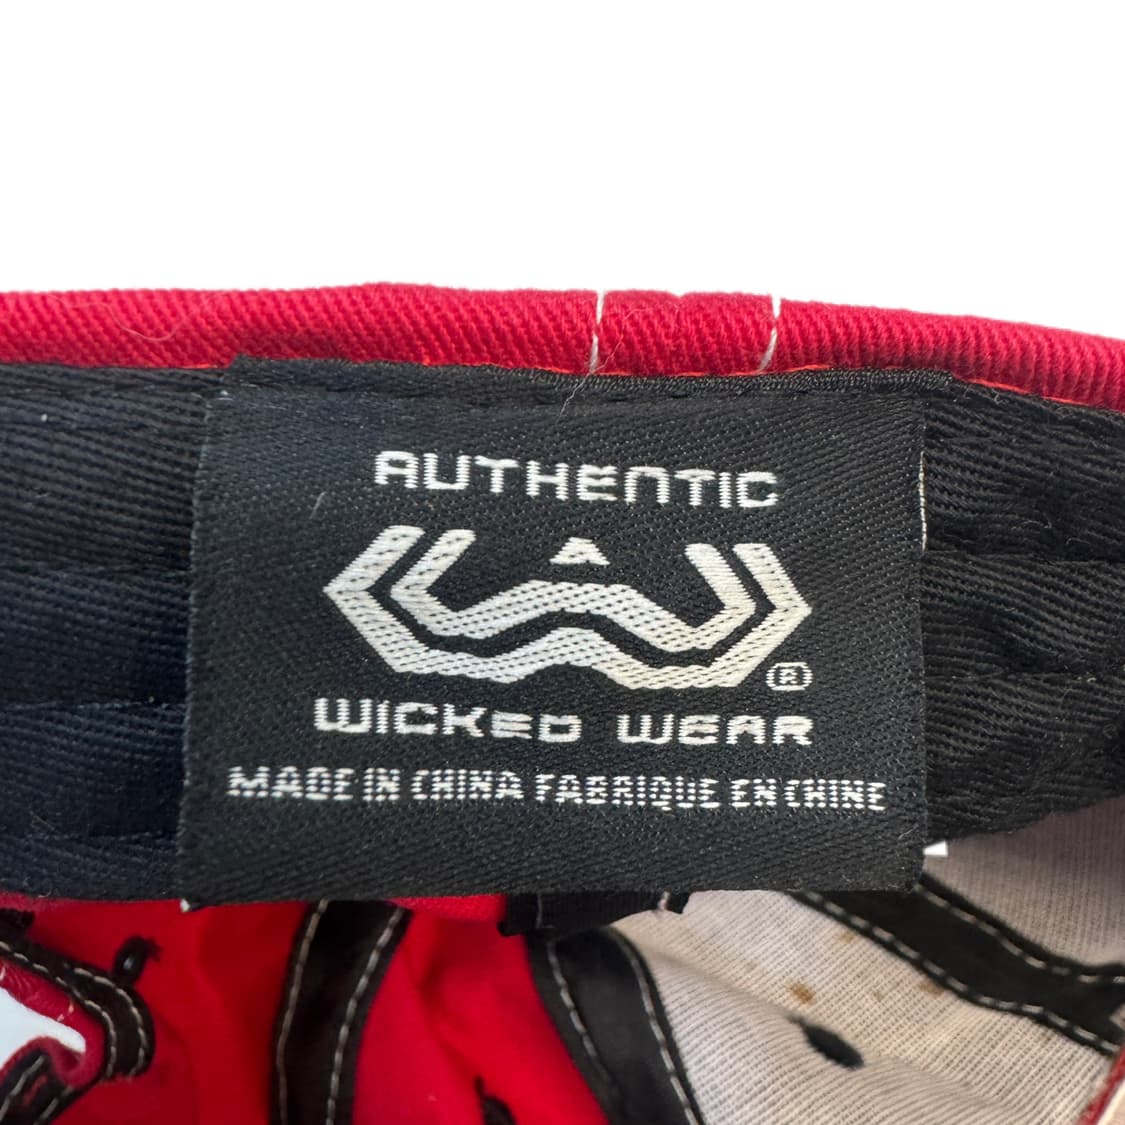 AUTHENTIC
A
®
WICKED WEAR
MADE IN CHINA FABRIQUE EN CHINE